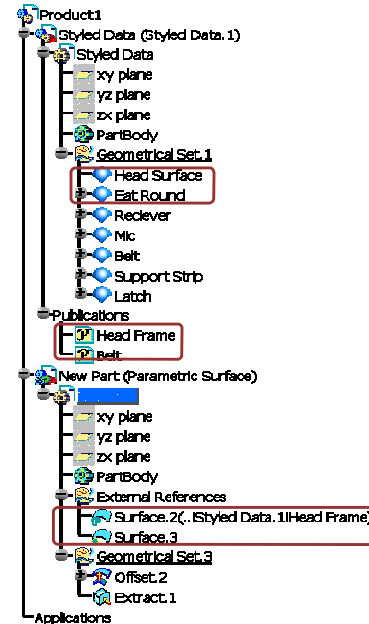 Product1
Styled Data (Styled Data.1)
Styled Data
xy plane
yz plane
zx plane
PartBody
Geometrical Set.1
Head Surface
Eat Round
Reciever
Mic
Belt
Support Strip
Latch
Publications
Head Frame
Belt
New Part (Parametric Surface)
xy plane
yz plane
zx plane
PartBody
External References
Surface.2(..!Styled Data.1!Head Frame)
Surface.3
Geometrical Set.3
Offset.2
Extract.1
Applications